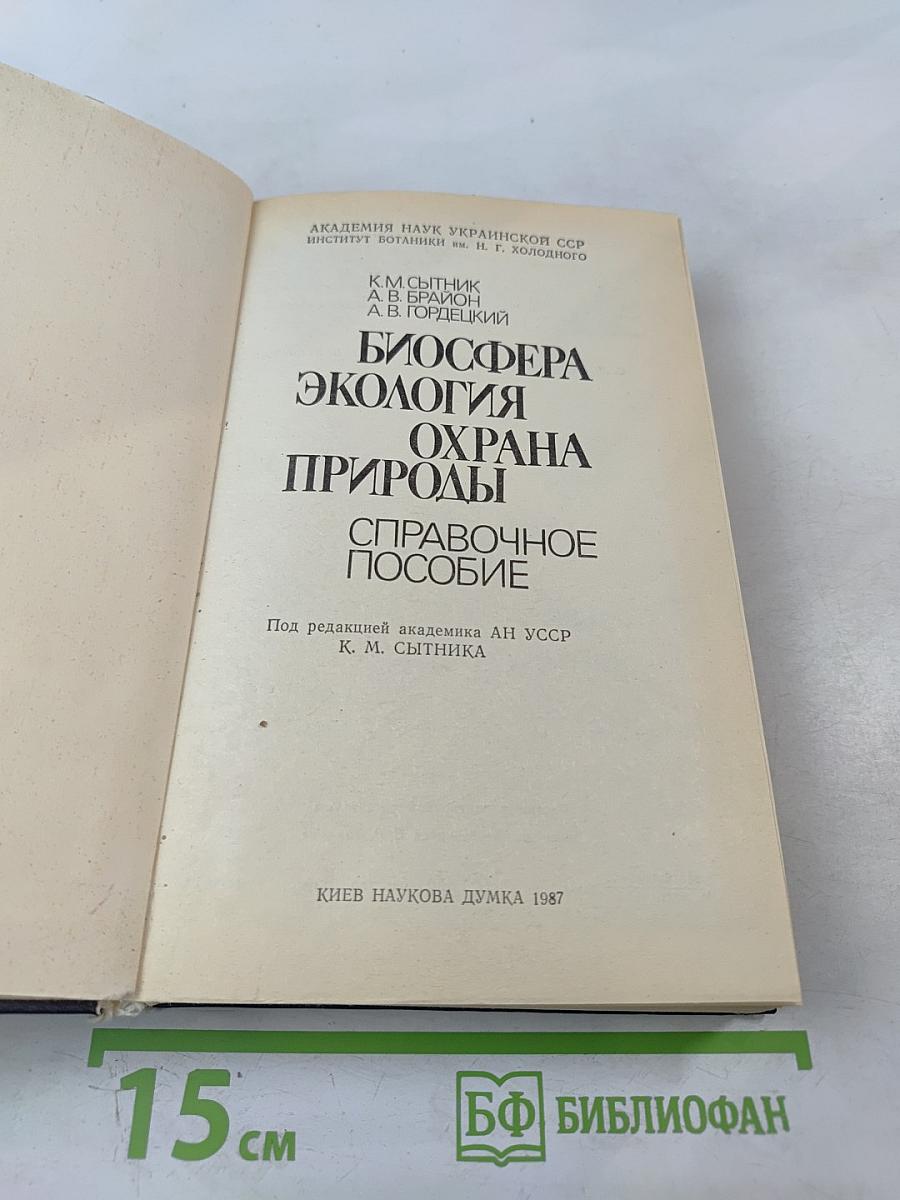 АКАДЕМИЯ НАУК УКРАИНСКОЙ ССР
ИНСТИТУТ БОТАНИКИ им. Н. Г. ХОЛОДНОГО
К. М. СЫТНИК
А. В. БРАЙОН
А. В. ГОРДЕЦКИЙ
БИОСФЕРА
ЭКОЛОГИЯ
ОХРАНА
ПРИРОДЫ
СПРАВОЧНОЕ
ПОСОБИЕ
Под редакцией академика АН УССР
К. М. СЫТНИКА
КИЕВ НАУКОВА ДУМКА 1987
15 см
БФ БИБЛИОФАН